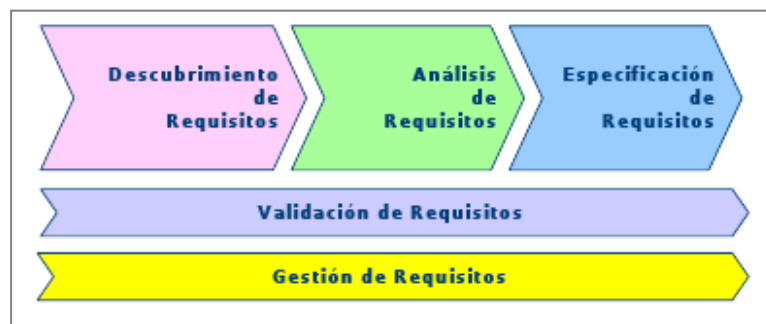 Descubrimiento
de
Requisitos
Análisis
de
Requisitos
Especificación
de
Requisitos
Validación de Requisitos
Gestión de Requisitos